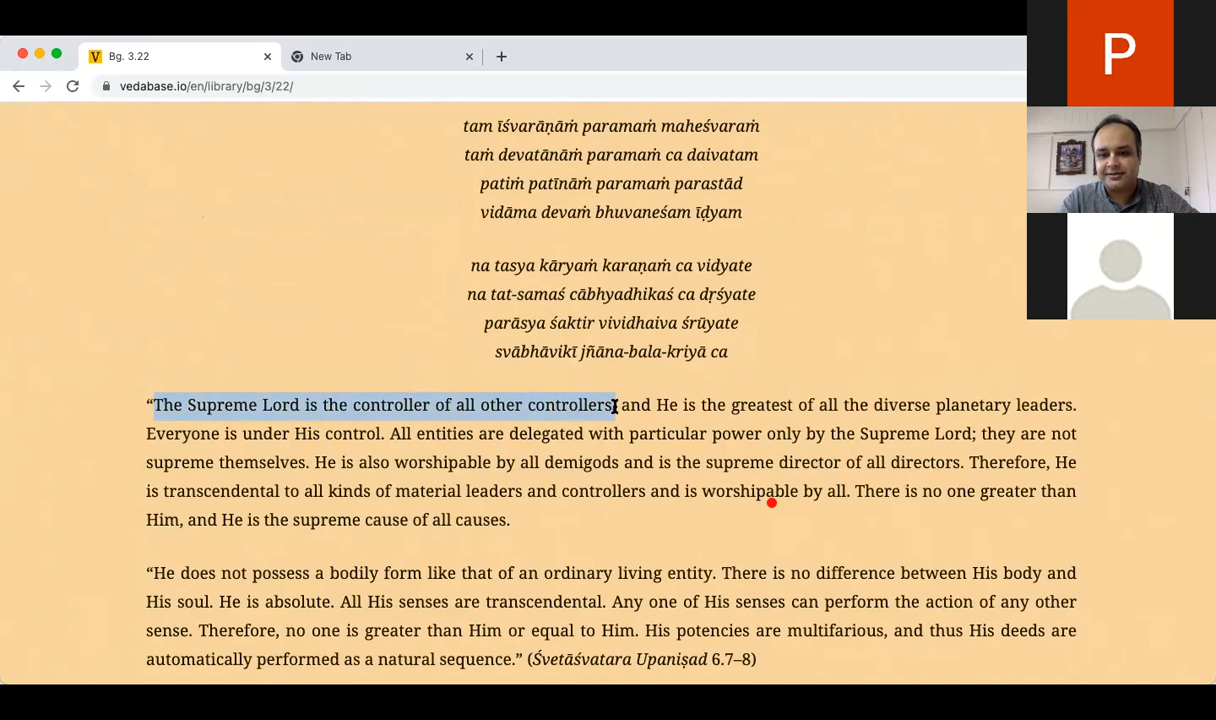 Bg. 3.22
New Tab
vedabase.io/en/library/bg/3/22/
P
tam īśvarāṇāṁ paramaṁ maheśvaraṁ
taṁ devatānāṁ paramaṁ ca daivatam
patiṁ patīnāṁ paramaṁ parastād
vidāma devaṁ bhuvaneśam īḍyam
na tasya kāryaṁ karaṇaṁ ca vidyate
na tat-samaś cābhyadhikaś ca dṛśyate
parāsya śaktir vividhaiva śrūyate
svābhāvikī jñāna-bala-kriyā ca
“The Supreme Lord is the controller of all other controllers, and He is the greatest of all the diverse planetary leaders.
Everyone is under His control. All entities are delegated with particular power only by the Supreme Lord; they are not
supreme themselves. He is also worshipable by all demigods and is the supreme director of all directors. Therefore, He
is transcendental to all kinds of material leaders and controllers and is worshipable by all. There is no one greater than
Him, and He is the supreme cause of all causes.
“He does not possess a bodily form like that of an ordinary living entity. There is no difference between His body and
His soul. He is absolute. All His senses are transcendental. Any one of His senses can perform the action of any other
sense. Therefore, no one is greater than Him or equal to Him. His potencies are multifarious, and thus His deeds are
automatically performed as a natural sequence.” (Śvetāśvatara Upaniṣad 6.7–8)